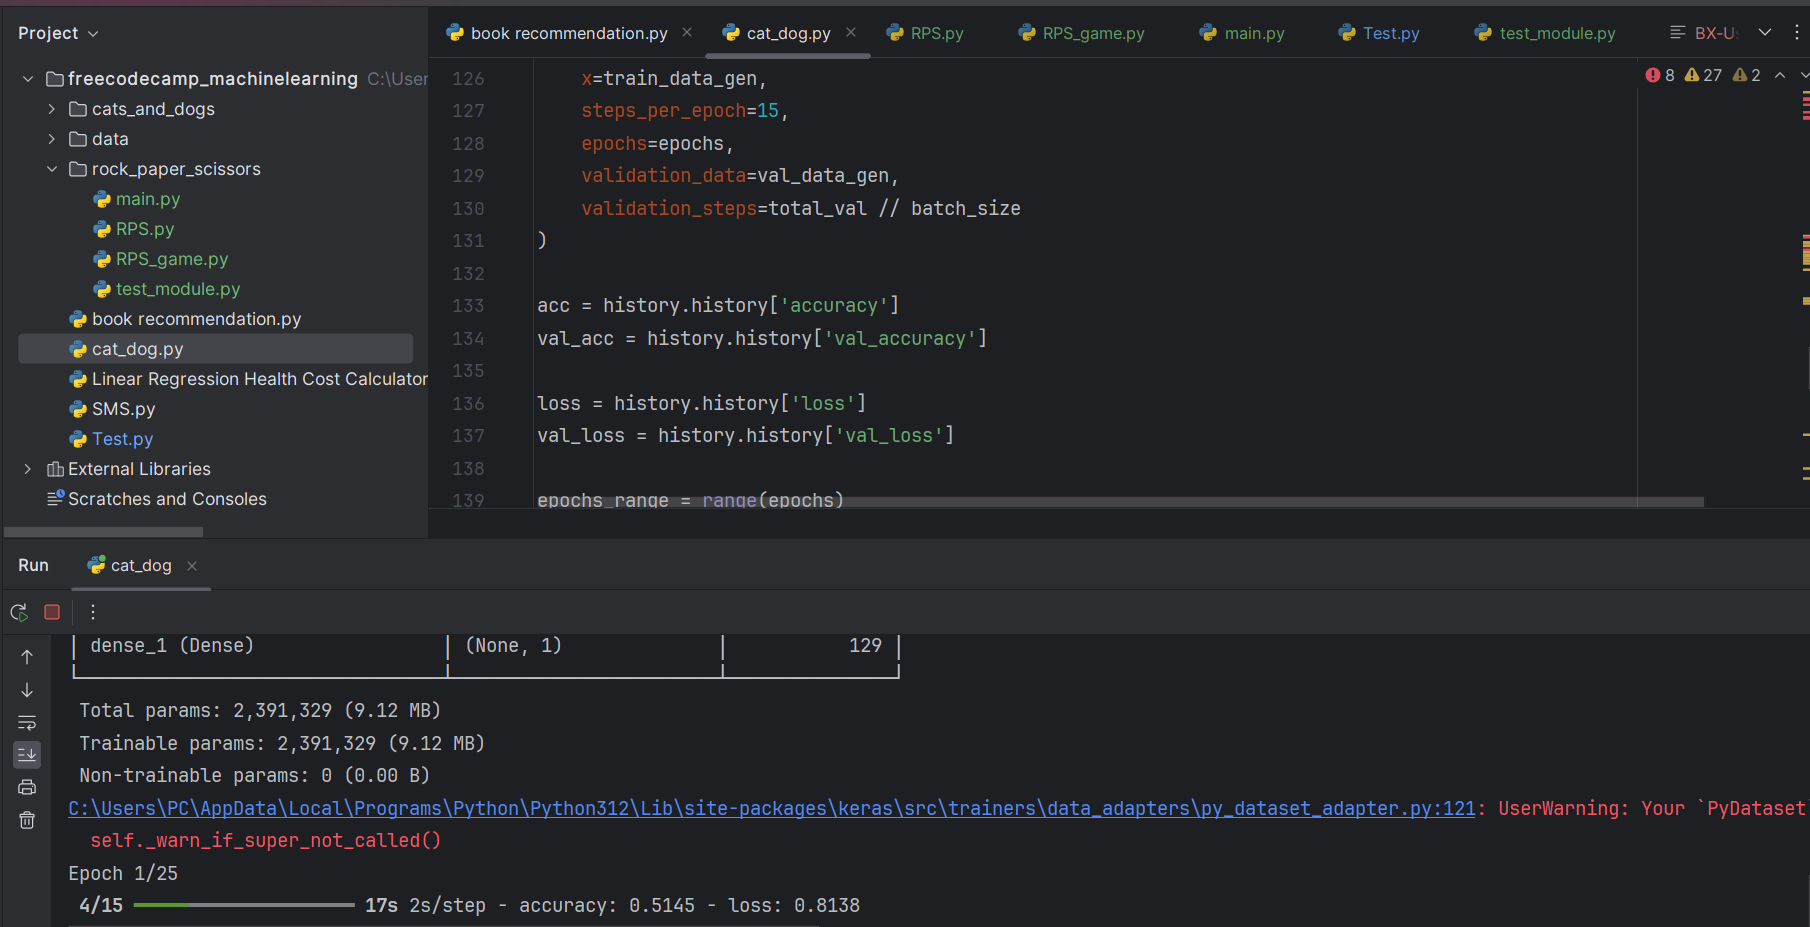 Project
book recommendation.py
cat_dog.py
RPS.py
RPS_game.py
main.py
Test.py
test_module.py
freecodecamp_machinelearning C:\User
cats_and_dogs
data
rock_paper_scissors
main.py
RPS.py
RPS_game.py
test_module.py
book recommendation.py
cat_dog.py
Linear Regression Health Cost Calculator
SMS.py
Test.py
External Libraries
Scratches and Consoles
8 27 2
126 x=train_data_gen,
127 steps_per_epoch=15,
128 epochs=epochs,
129 validation_data=val_data_gen,
130 validation_steps=total_val // batch_size
131 )
132
133 acc = history.history['accuracy']
134 val_acc = history.history['val_accuracy']
135
136 loss = history.history['loss']
137 val_loss = history.history['val_loss']
138
139 epochs_range = range(epochs)
Run
cat_dog
dense_1 (Dense) (None, 1) 129
Total params: 2,391,329 (9.12 MB)
Trainable params: 2,391,329 (9.12 MB)
Non-trainable params: 0 (0.00 B)
C:\Users\PC\AppData\Local\Programs\Python\Python312\Lib\site-packages\keras\src\trainers\data_adapters\py_dataset_adapter.py:121: UserWarning: Your `PyDataset`
self._warn_if_super_not_called()
Epoch 1/25
4/15 17s 2s/step - accuracy: 0.5145 - loss: 0.8138